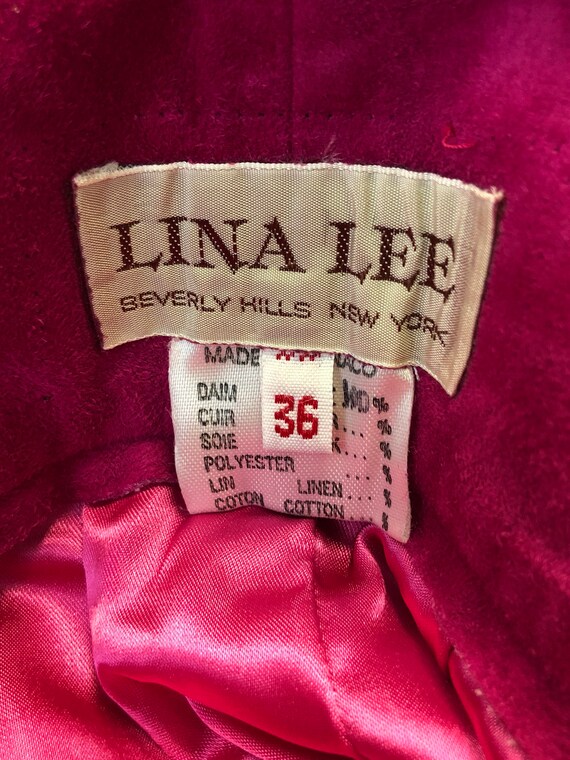 LINA LEE
BEVERLY HILLS NEW YORK
MADE
36
DAIM %
CUIR ... %
SOIE ... %
POLYESTER ... %
LIN LINEN ... %
COTON COTTON ... %